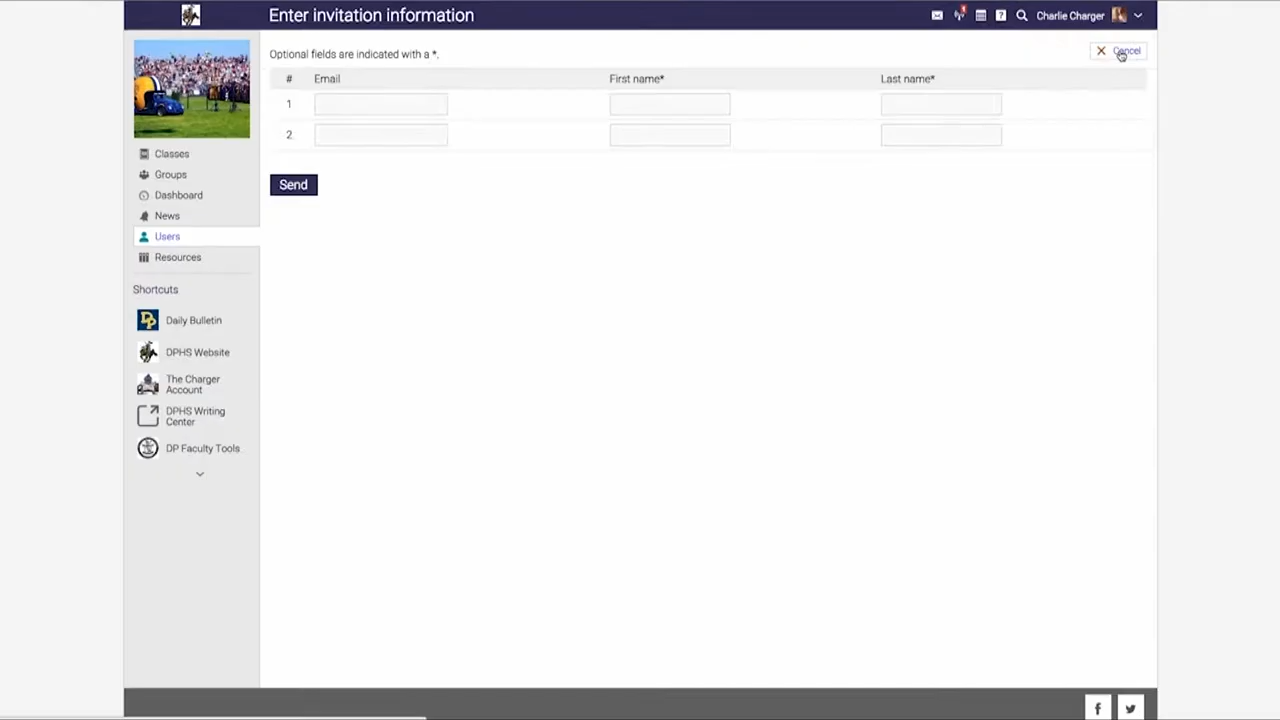 Enter invitation information
Charlie Charger
Optional fields are indicated with a *.
Cancel
# Email First name* Last name*
1
2
Send
Classes
Groups
Dashboard
News
Users
Resources
Shortcuts
DP Daily Bulletin
DPHS Website
The Charger
Account
DPHS Writing
Center
DP Faculty Tools